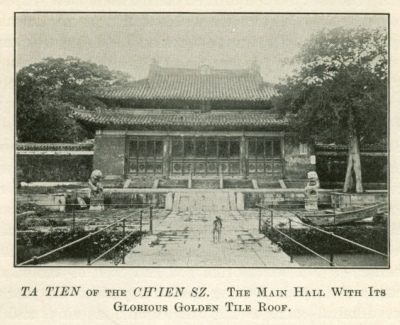 TA TIEN OF THE CH'IEN SZ. THE MAIN HALL WITH ITS
GLORIOUS GOLDEN TILE ROOF.